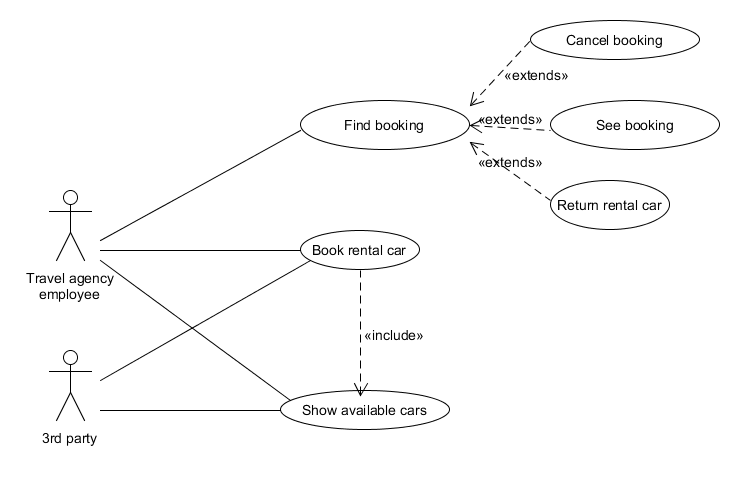 Cancel booking
«extends»
Find booking
«extends»
See booking
«extends»
Return rental car
Travel agency
employee
Book rental car
«include»
Show available cars
3rd party